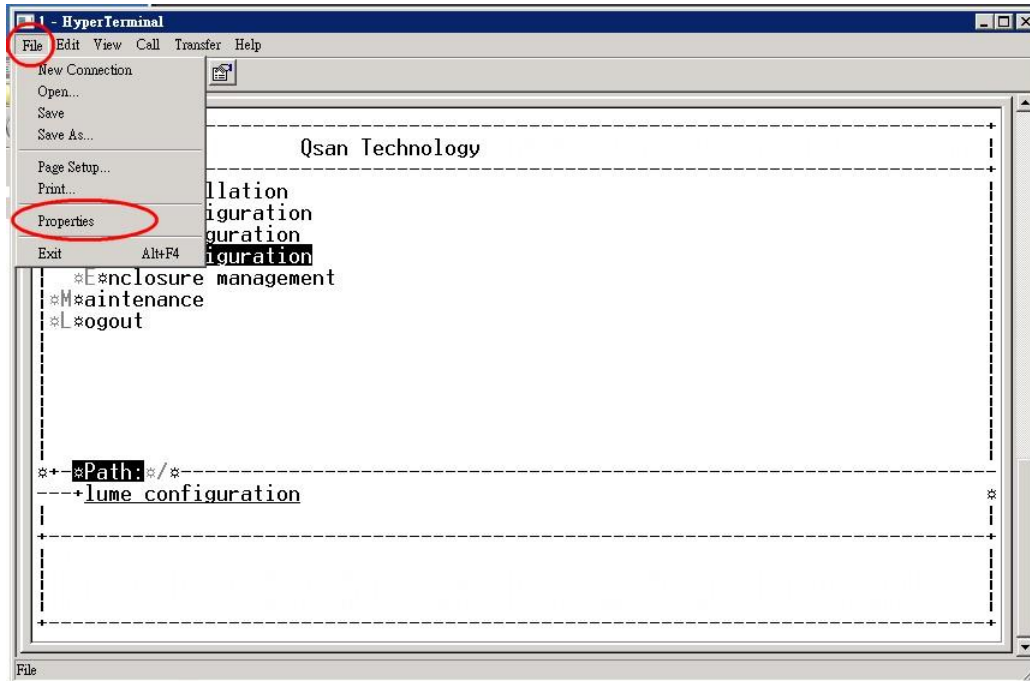 1 - HyperTerminal
File Edit View Call Transfer Help
New Connection
Open...
Save
Save As...
Page Setup...
Print...
Properties
Exit Alt+F4
Qsan Technology
llation
iguration
guration
iguration
¤E¤nclosure management
¤M¤aintenance
¤L¤ogout
¤+-¤Path:¤/¤
---+lume configuration ¤
File